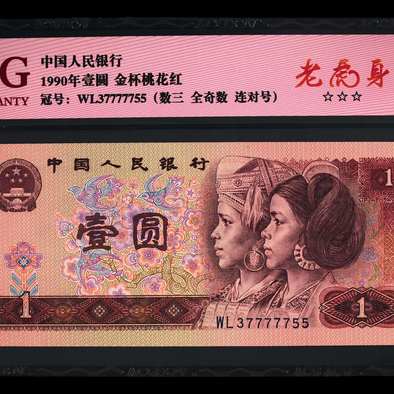 G
ANTY
中国人民银行
1990年壹圆 金杯桃花红
冠号：WL37777755（数三 全奇数 连对号）
老虎身
☆☆☆
中国人民银行
壹圆
1
1
1
WL37777755